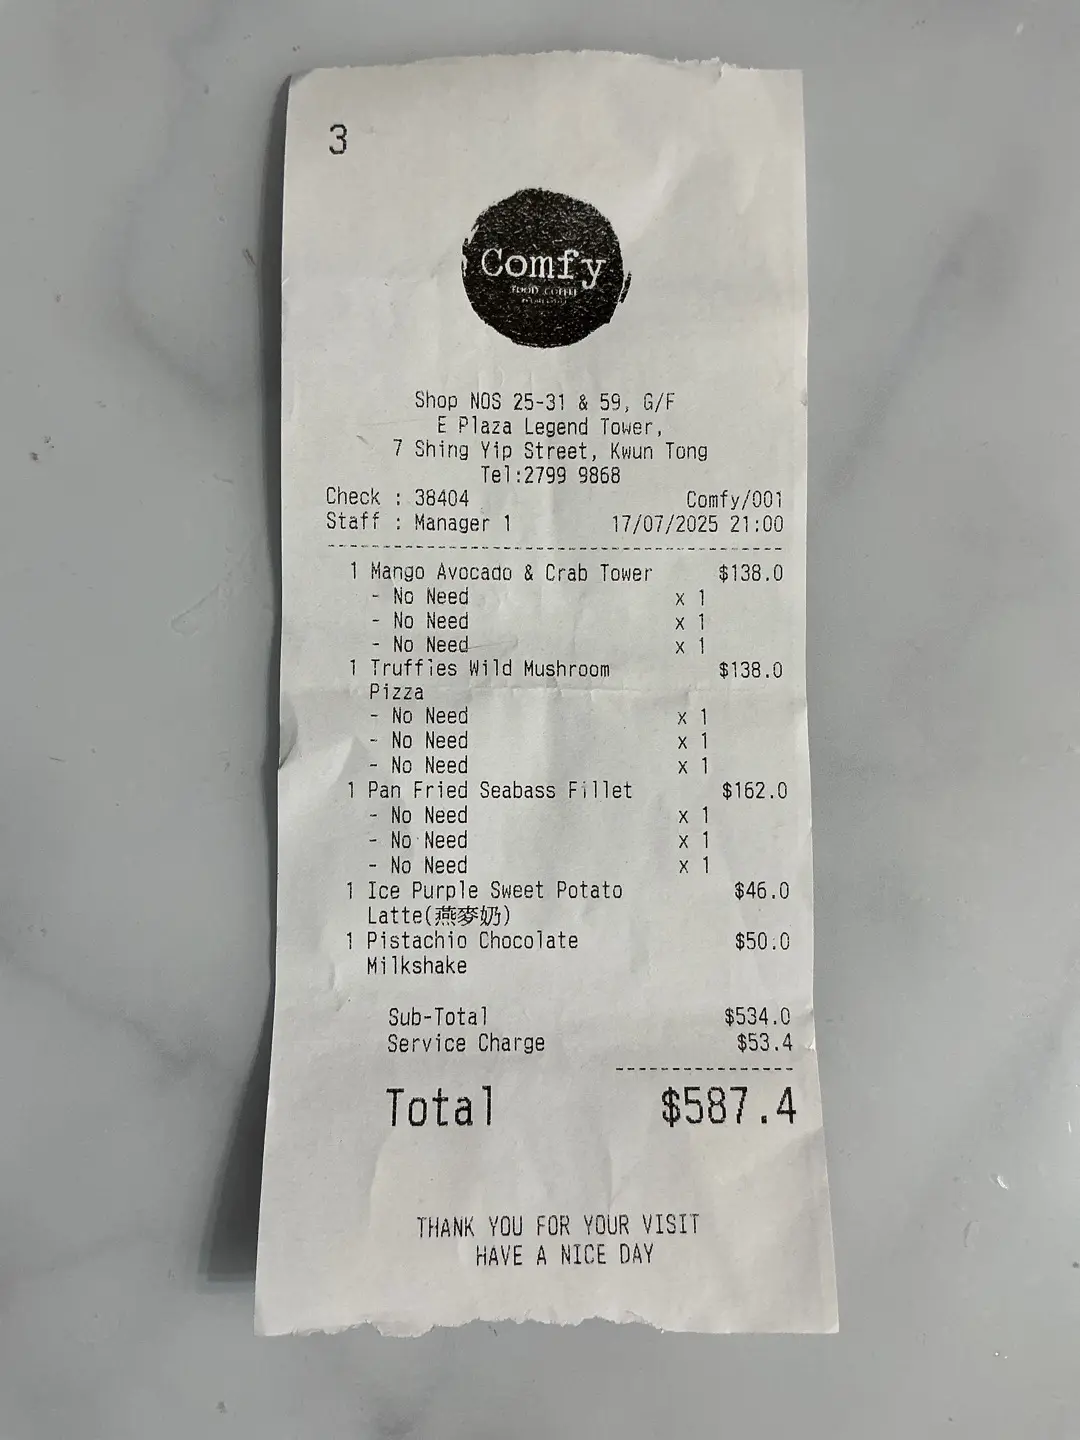 3
Comfy
FOOD COFFEE
Shop NOS 25-31 & 59, G/F
E Plaza Legend Tower,
7 Shing Yip Street, Kwun Tong
Tel:2799 9868
Check : 38404 Comfy/001
Staff : Manager 1 17/07/2025 21:00
1 Mango Avocado & Crab Tower $138.0
- No Need x 1
- No Need x 1
- No Need x 1
1 Truffles Wild Mushroom $138.0
Pizza
- No Need x 1
- No Need x 1
- No Need x 1
1 Pan Fried Seabass Fillet $162.0
- No Need x 1
- No Need x 1
- No Need x 1
1 Ice Purple Sweet Potato $46.0
Latte(燕麥奶)
1 Pistachio Chocolate $50.0
Milkshake
Sub-Total $534.0
Service Charge $53.4
Total $587.4
THANK YOU FOR YOUR VISIT
HAVE A NICE DAY